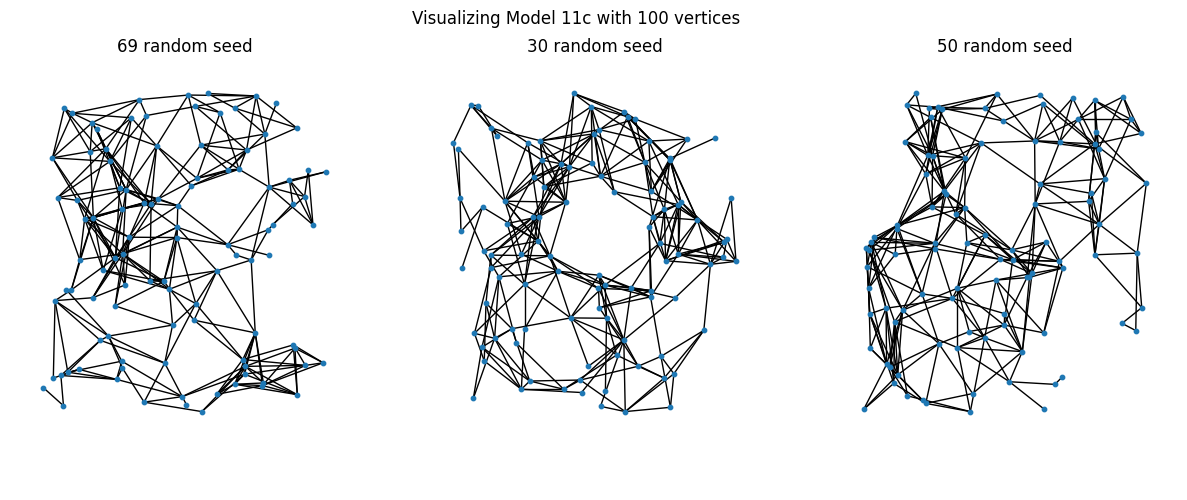 Visualizing Model 11c with 100 vertices
69 random seed
30 random seed
50 random seed